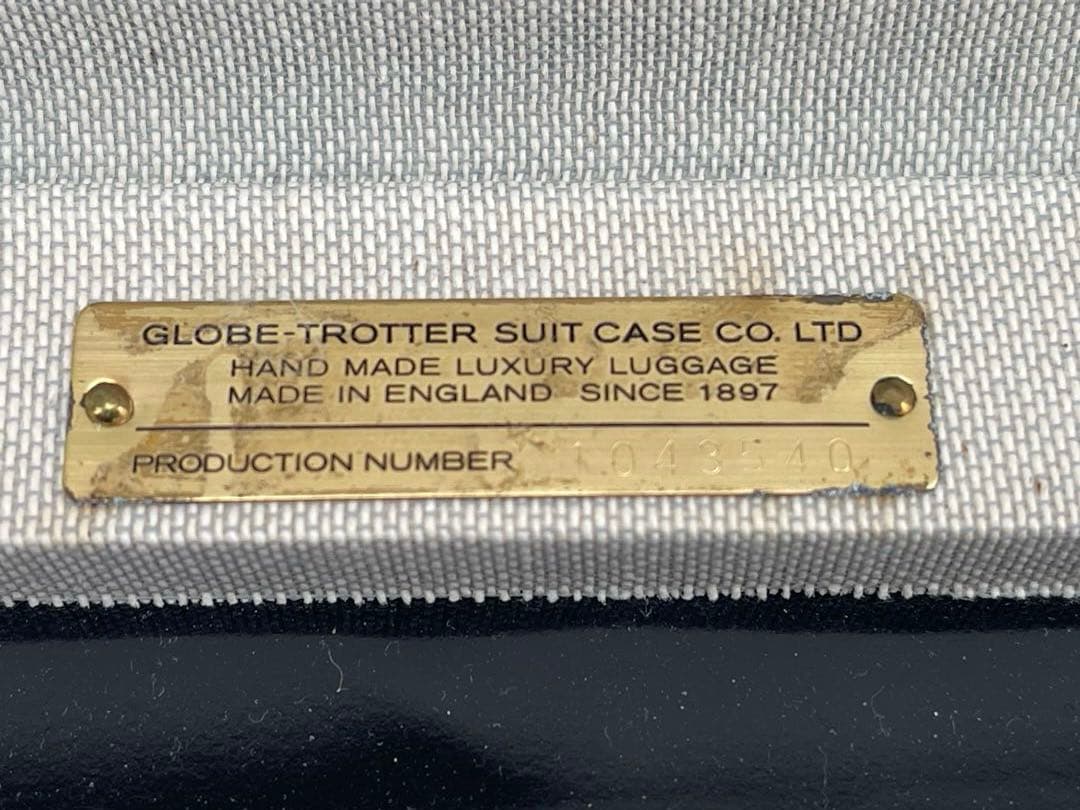 GLOBE-TROTTER SUIT CASE CO. LTD
HAND MADE LUXURY LUGGAGE
MADE IN ENGLAND SINCE 1897
PRODUCTION NUMBER 1043540